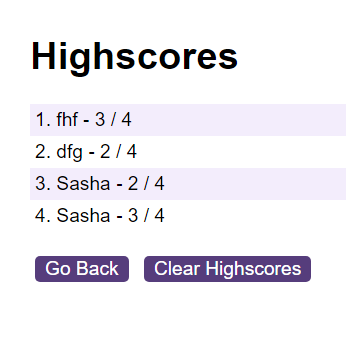 Highscores
1. fhf - 3 / 4
2. dfg - 2 / 4
3. Sasha - 2 / 4
4. Sasha - 3 / 4
Go Back Clear Highscores